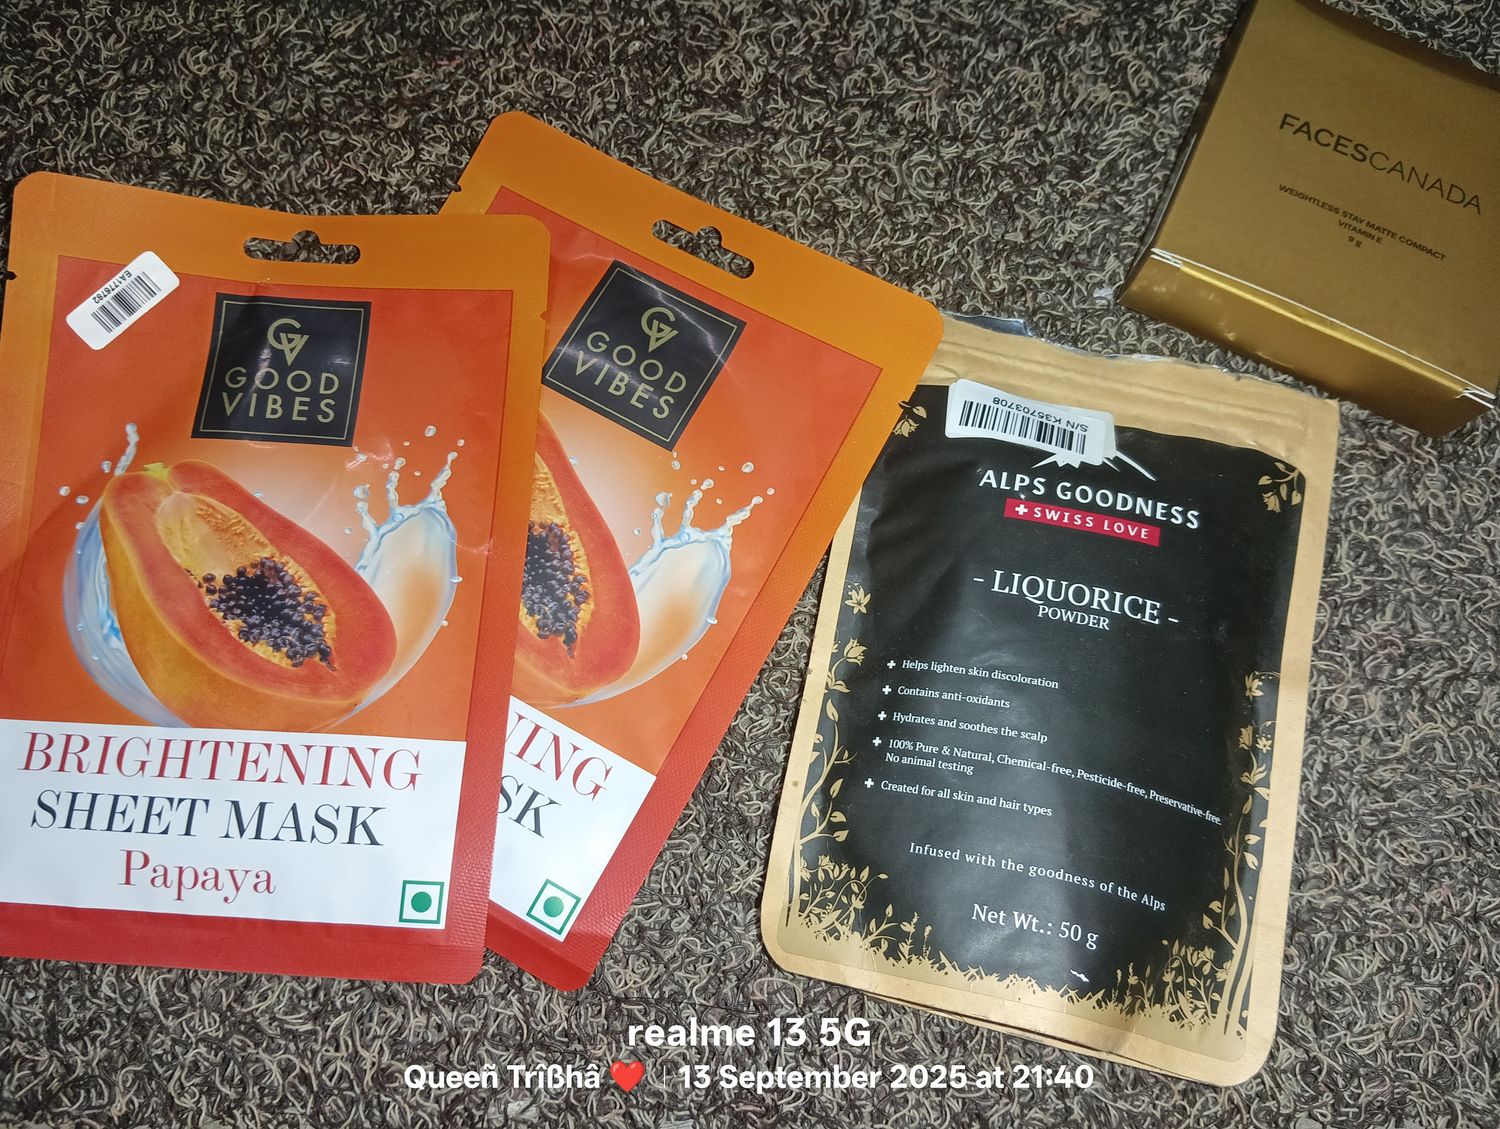 EA1776782
GV
GOOD
VIBES
BRIGHTENING
SHEET MASK
Papaya
GV
GOOD
VIBES
NING
SK
S/N K35703708
ALPS GOODNESS
SWISS LOVE
- LIQUORICE -
POWDER
Helps lighten skin discoloration
Contains anti-oxidants
Hydrates and soothes the scalp
100% Pure & Natural, Chemical-free, Pesticide-free, Preservative-free.
No animal testing
Created for all skin and hair types
Infused with the goodness of the Alps
Net Wt.: 50 g
FACESCANADA
WEIGHTLESS STAY MATTE COMPACT
VITAMIN E
9 g
realme 13 5G
Queeñ Trîßhâ ❤️ | 13 September 2025 at 21:40